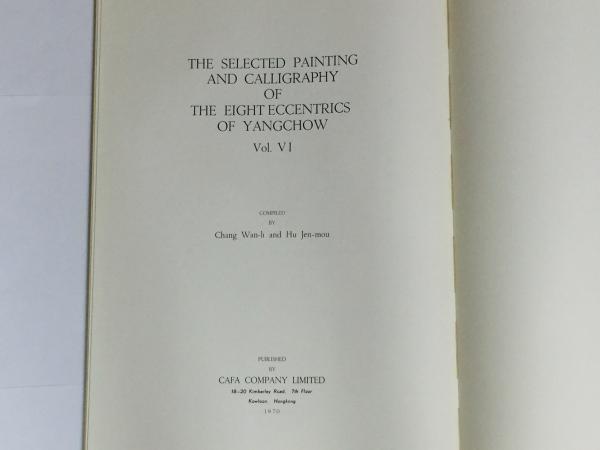 THE SELECTED PAINTING
AND CALLIGRAPHY
OF
THE EIGHT ECCENTRICS
OF YANGCHOW
Vol. VI
COMPILED
BY
Chang Wan-li and Hu Jen-mou
PUBLISHED
BY
CAFA COMPANY LIMITED
18–20 Kimberley Road, 7th Floor
Kowloon, Hongkong
1970